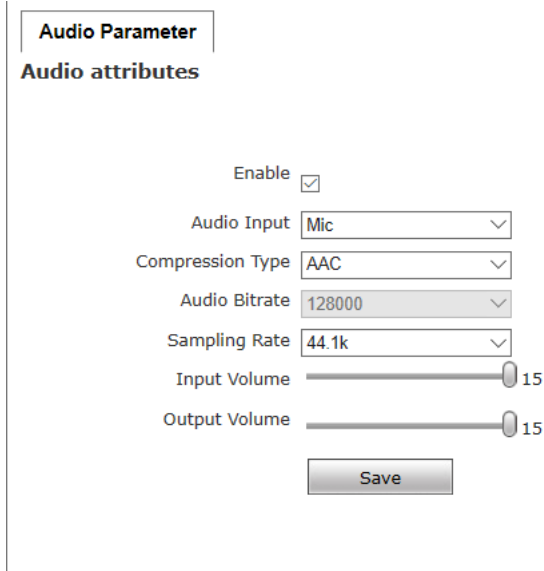 Audio Parameter
Audio attributes
Enable
Audio Input Mic
Compression Type AAC
Audio Bitrate 128000
Sampling Rate 44.1k
Input Volume 15
Output Volume 15
Save